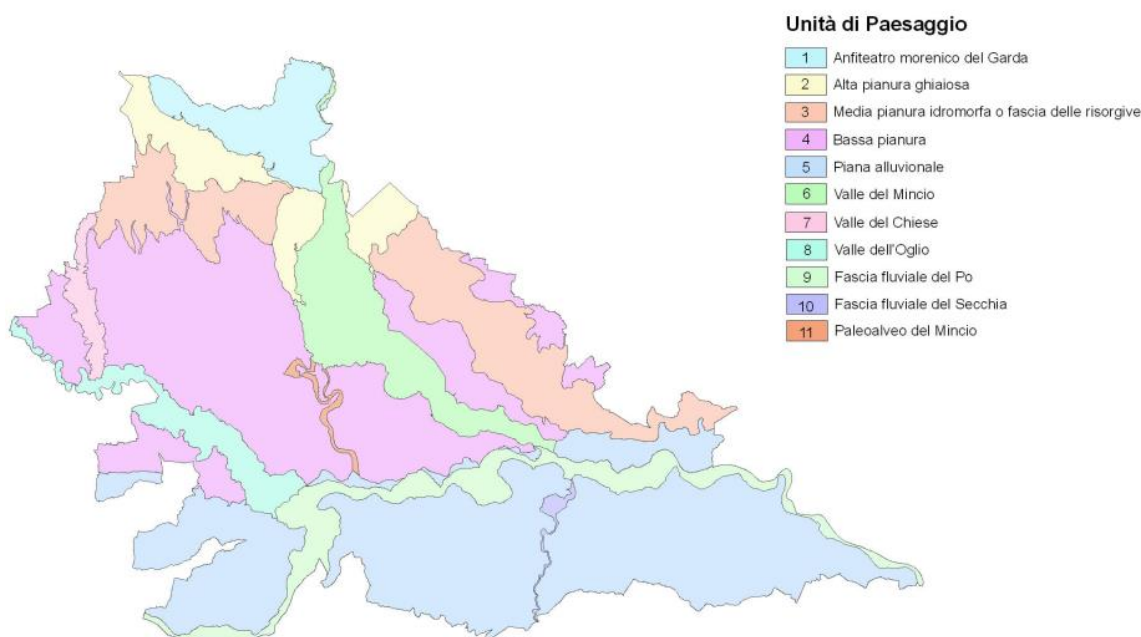 Unità di Paesaggio
1 Anfiteatro morenico del Garda
2 Alta pianura ghiaiosa
3 Media pianura idromorfa o fascia delle risorgive
4 Bassa pianura
5 Piana alluvionale
6 Valle del Mincio
7 Valle del Chiese
8 Valle dell'Oglio
9 Fascia fluviale del Po
10 Fascia fluviale del Secchia
11 Paleoalveo del Mincio